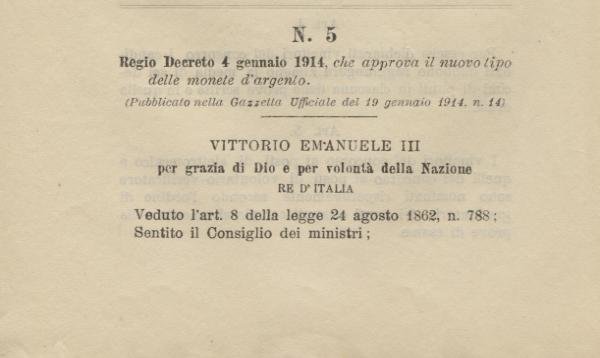 N. 5
Regio Decreto 4 gennaio 1914, che approva il nuovo tipo
delle monete d'argento.
(Pubblicato nella Gazzetta Ufficiale del 19 gennaio 1914, n. 14)
VITTORIO EMANUELE III
per grazia di Dio e per volontà della Nazione
RE D'ITALIA
Veduto l'art. 8 della legge 24 agosto 1862, n. 788;
Sentito il Consiglio dei ministri;